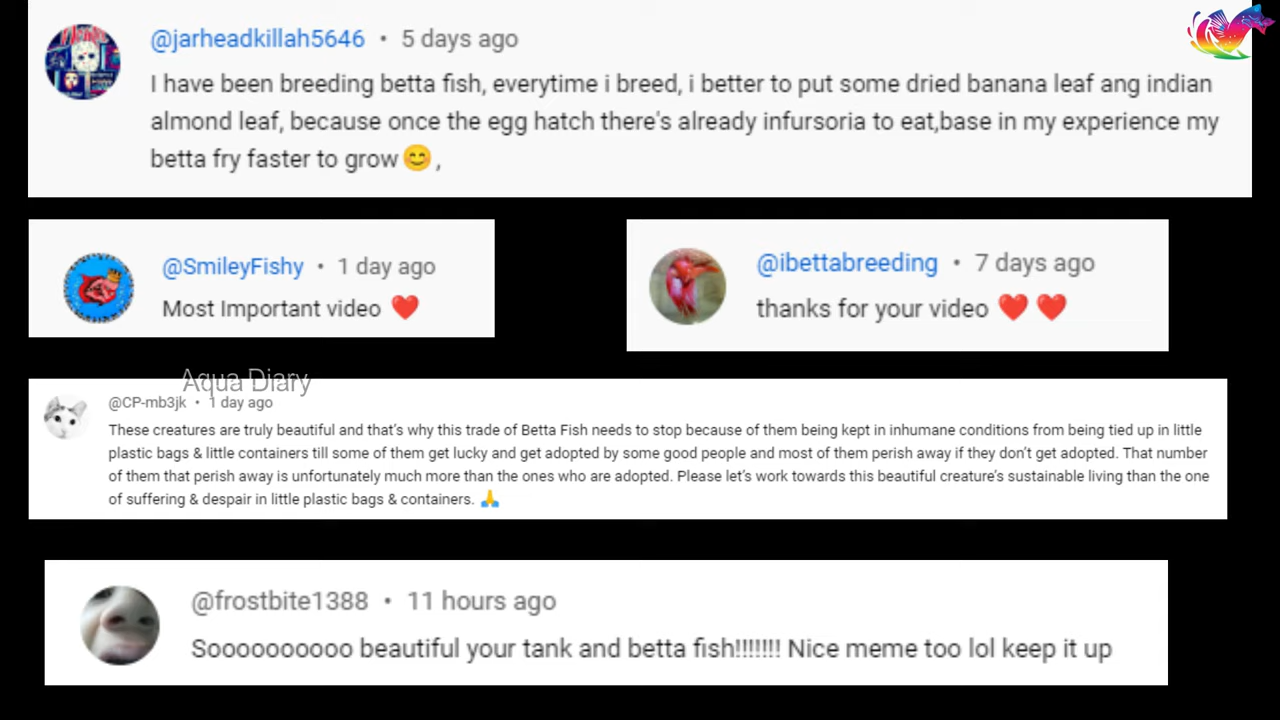 @jarheadkillah5646 • 5 days ago
I have been breeding betta fish, everytime i breed, i better to put some dried banana leaf ang indian
almond leaf, because once the egg hatch there's already infursoria to eat,base in my experience my
betta fry faster to grow😊,
@SmileyFishy • 1 day ago
Most Important video ❤️
@ibettabreeding • 7 days ago
thanks for your video ❤️❤️
Aqua Diary
@CP-mb3jk • 1 day ago
These creatures are truly beautiful and that's why this trade of Betta Fish needs to stop because of them being kept in inhumane conditions from being tied up in little
plastic bags & little containers till some of them get lucky and get adopted by some good people and most of them perish away if they don't get adopted. That number
of them that perish away is unfortunately much more than the ones who are adopted. Please let's work towards this beautiful creature's sustainable living than the one
of suffering & despair in little plastic bags & containers. 🙏
@frostbite1388 • 11 hours ago
Soooooooooo beautiful your tank and betta fish!!!!!!! Nice meme too lol keep it up